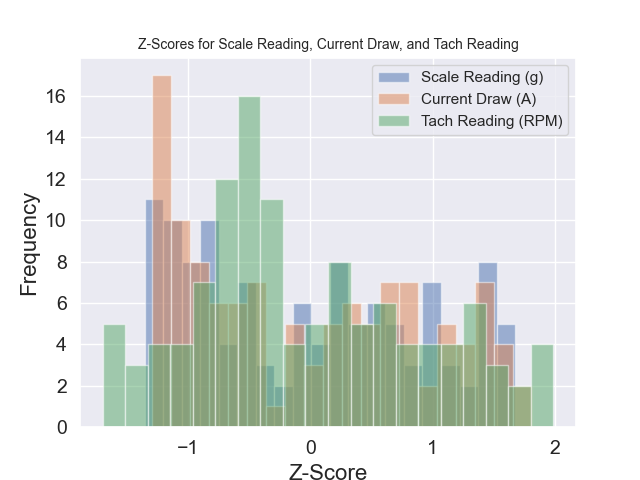 Z-Scores for Scale Reading, Current Draw, and Tach Reading
Scale Reading (g)
Current Draw (A)
Tach Reading (RPM)
Frequency
16
14
12
10
8
6
4
2
0
−1
0
1
2
Z-Score